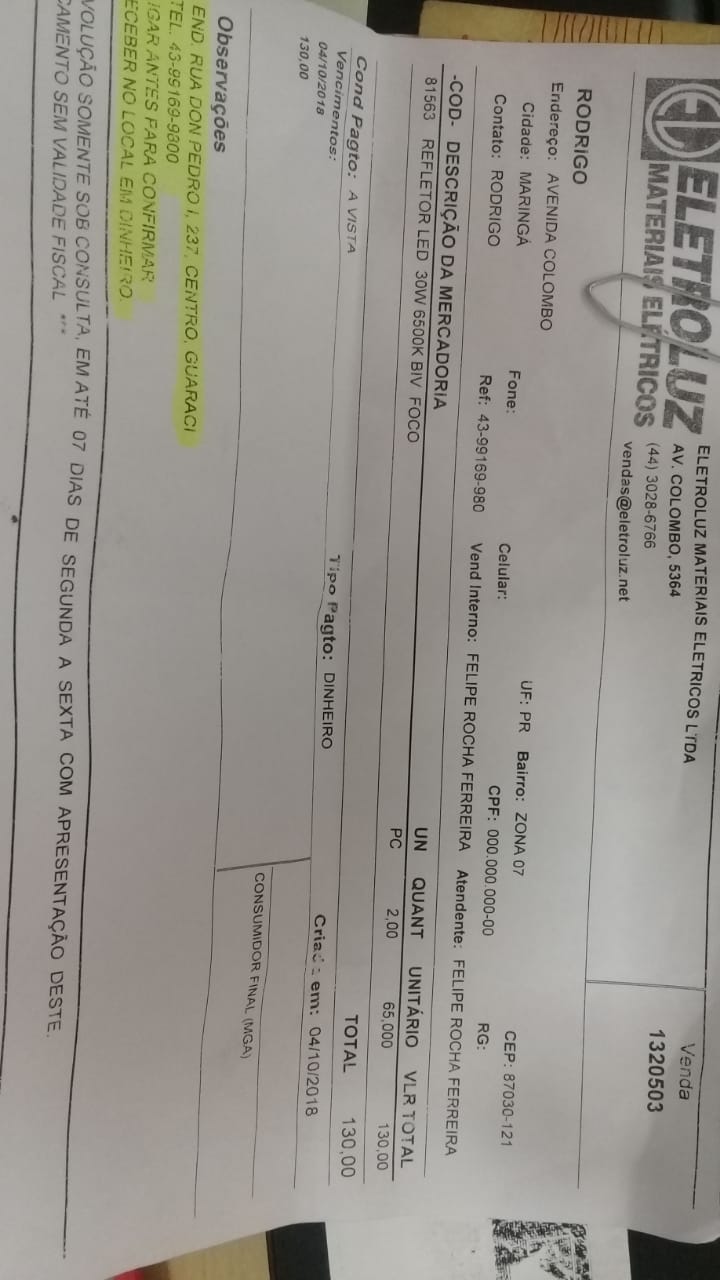 ELETROLUZ
MATERIAIS ELÉTRICOS
ELETROLUZ MATERIAIS ELETRICOS LTDA
AV. COLOMBO, 5364
(44) 3028-6766
vendas@eletroluz.net
Venda
1320503
RODRIGO
Endereço: AVENIDA COLOMBO
Cidade: MARINGÁ Fone: UF: PR Bairro: ZONA 07 CEP: 87030-121
Contato: RODRIGO Ref: 43-99169-980 Celular: CPF: 000.000.000-00 RG:
Vend Interno: FELIPE ROCHA FERREIRA Atendente: FELIPE ROCHA FERREIRA
-COD- DESCRIÇÃO DA MERCADORIA UN QUANT UNITÁRIO VLR TOTAL
81563 REFLETOR LED 30W 6500K BIV FOCO PC 2,00 65,000 130,00
Cond Pagto: A VISTA TOTAL 130,00
Vencimentos: Tipo Pagto: DINHEIRO Criado em: 04/10/2018
04/10/2018
130,00
CONSUMIDOR FINAL (MGA)
Observações
END. RUA DON PEDRO I, 237, CENTRO, GUARACI
TEL. 43-99169-9800
IGAR ANTES PARA CONFIRMAR
ECEBER NO LOCAL EM DINHEIRO.
VOLUÇÃO SOMENTE SOB CONSULTA, EM ATÉ 07 DIAS DE SEGUNDA A SEXTA COM APRESENTAÇÃO DESTE.
CAMENTO SEM VALIDADE FISCAL ***